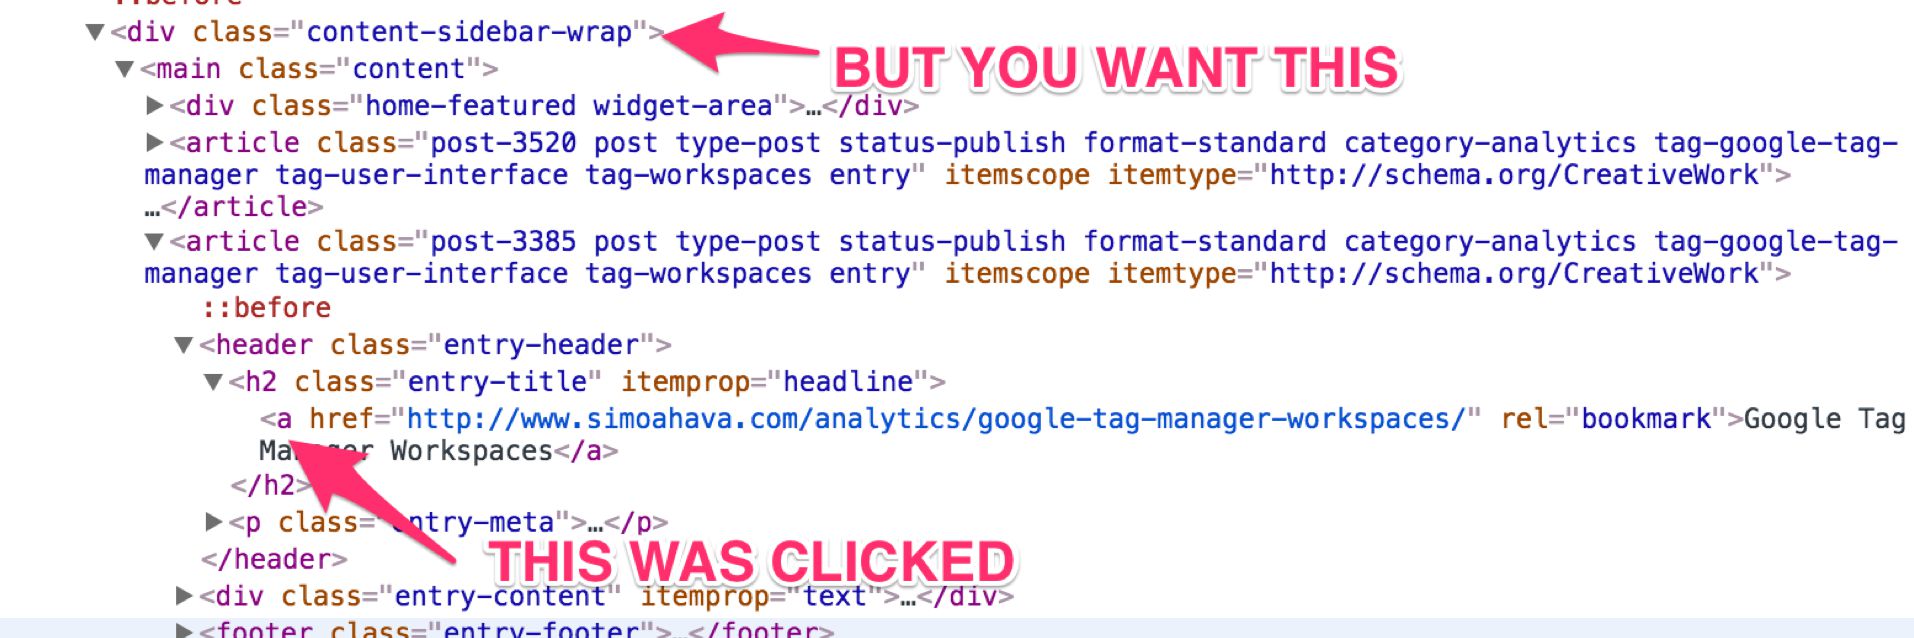 ::before
<div class="content-sidebar-wrap">
BUT YOU WANT THIS
<main class="content">
<div class="home-featured widget-area">…</div>
<article class="post-3520 post type-post status-publish format-standard category-analytics tag-google-tag-
manager tag-user-interface tag-workspaces entry" itemscope itemtype="http://schema.org/CreativeWork">
…</article>
<article class="post-3385 post type-post status-publish format-standard category-analytics tag-google-tag-
manager tag-user-interface tag-workspaces entry" itemscope itemtype="http://schema.org/CreativeWork">
::before
<header class="entry-header">
<h2 class="entry-title" itemprop="headline">
<a href="http://www.simoahava.com/analytics/google-tag-manager-workspaces/" rel="bookmark">Google Tag
Manager Workspaces</a>
</h2>
<p class="entry-meta">…</p>
</header>
THIS WAS CLICKED
<div class="entry-content" itemprop="text">…</div>
<footer class="entry-footer">…</footer>